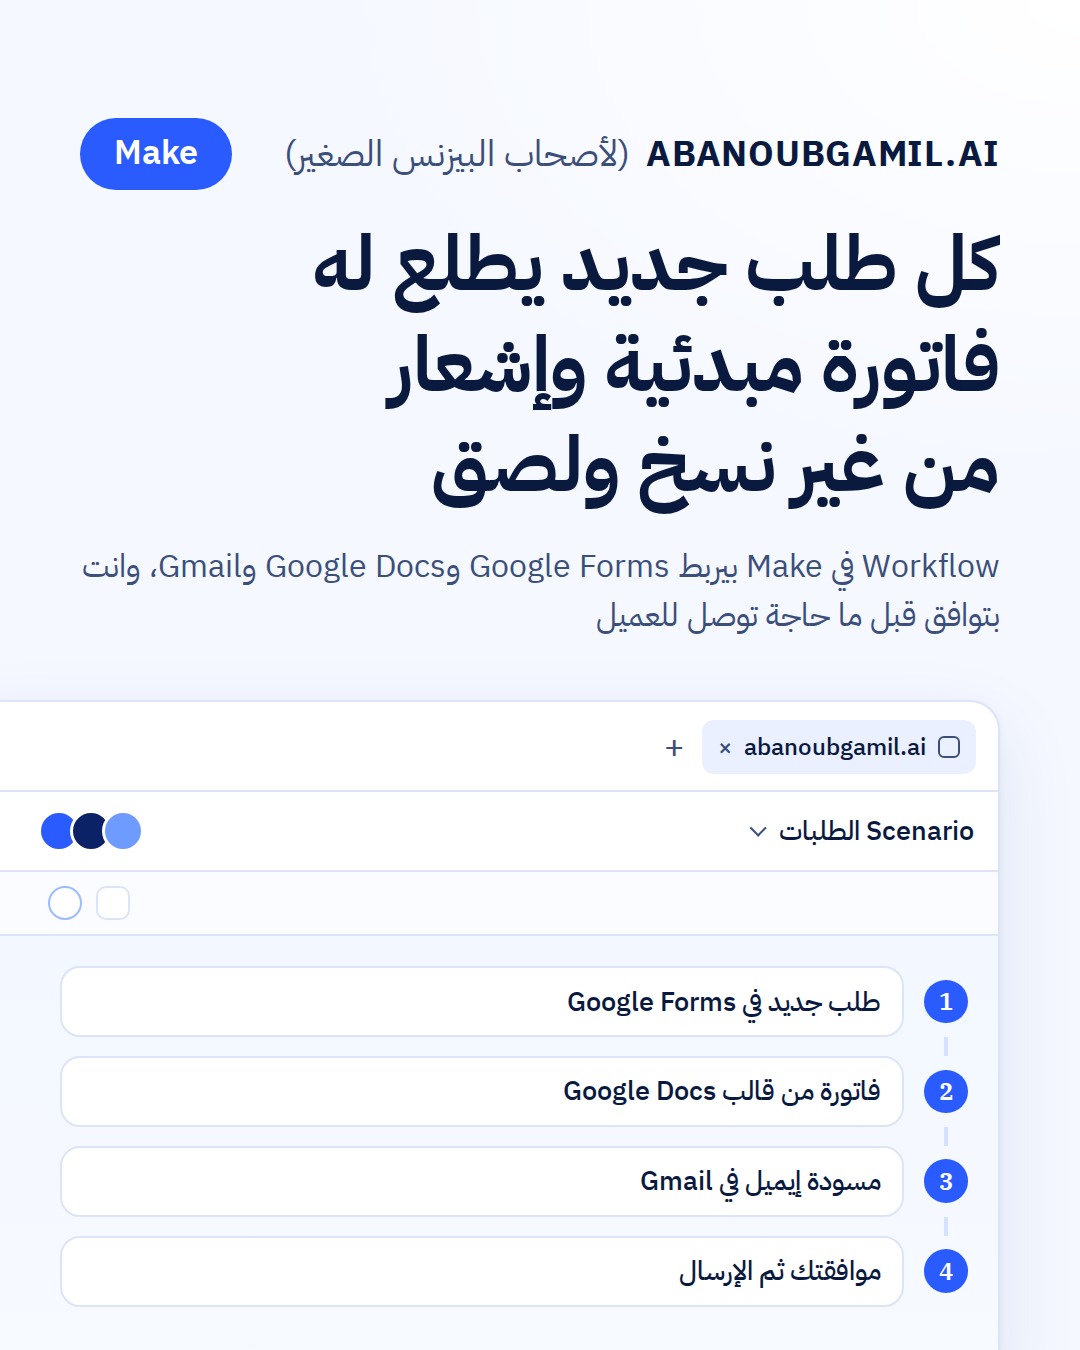 ABANOUBGAMIL.AI (لأصحاب البيزنس الصغير) Make
كل طلب جديد يطلع له
فاتورة مبدئية وإشعار
من غير نسخ ولصق
Workflow في Make بيربط Google Forms وGoogle Docs وGmail، وانت
بتوافق قبل ما حاجة توصل للعميل
abanoubgamil.ai × +
Scenario الطلبات
1 طلب جديد في Google Forms
2 فاتورة من قالب Google Docs
3 مسودة إيميل في Gmail
4 موافقتك ثم الإرسال